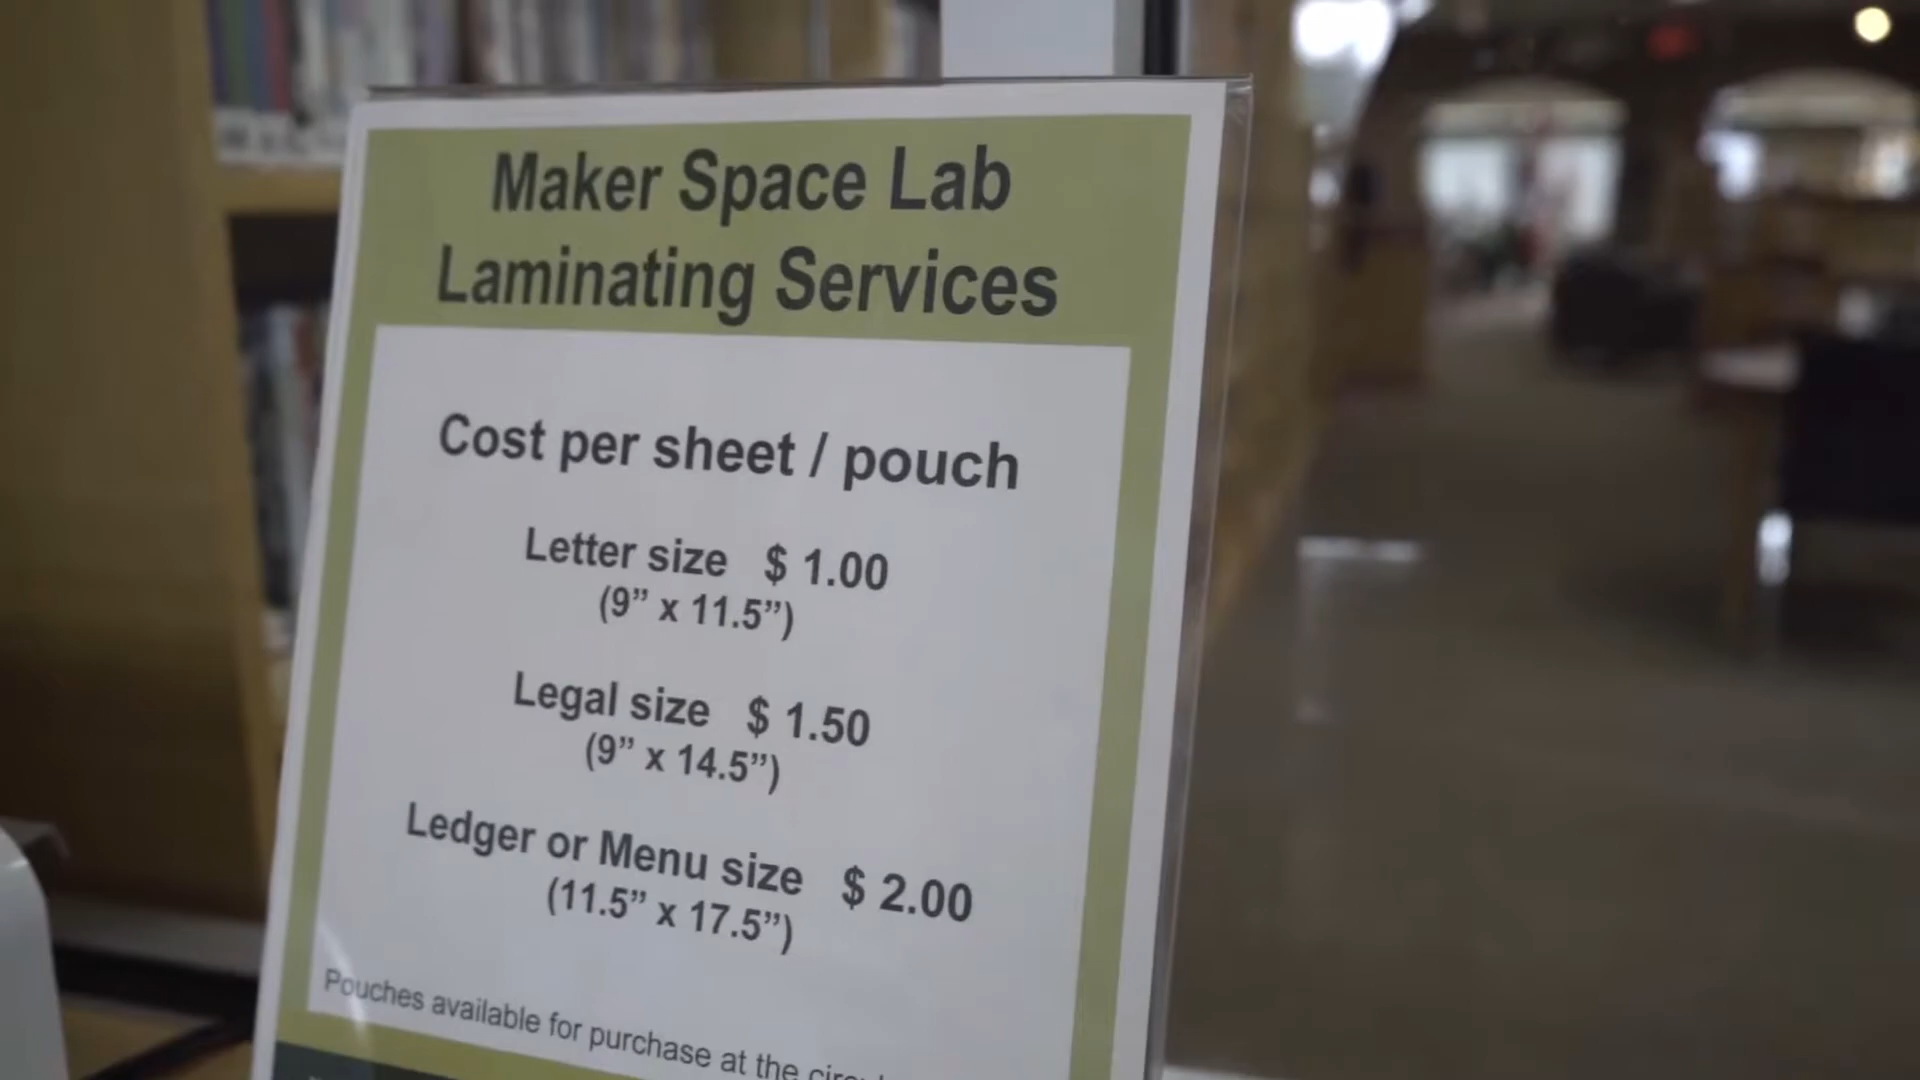 Maker Space Lab
Laminating Services
Cost per sheet / pouch
Letter size $ 1.00
(9” x 11.5”)
Legal size $ 1.50
(9” x 14.5”)
Ledger or Menu size $ 2.00
(11.5” x 17.5”)
Pouches available for purchase at the